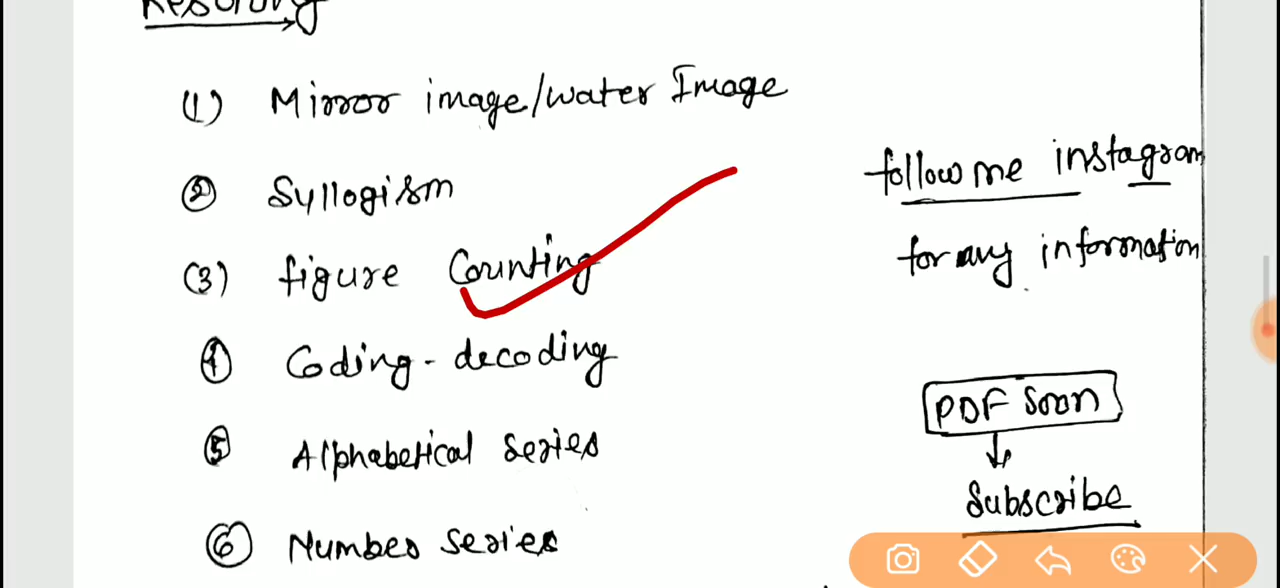 Resoning
(1) Mirror image/water Image
(2) Syllogism
(3) figure Counting
(4) Coding - decoding
(5) Alphabetical series
(6) Number series
follow me instagram
for any information
PDF Soon
Subscribe